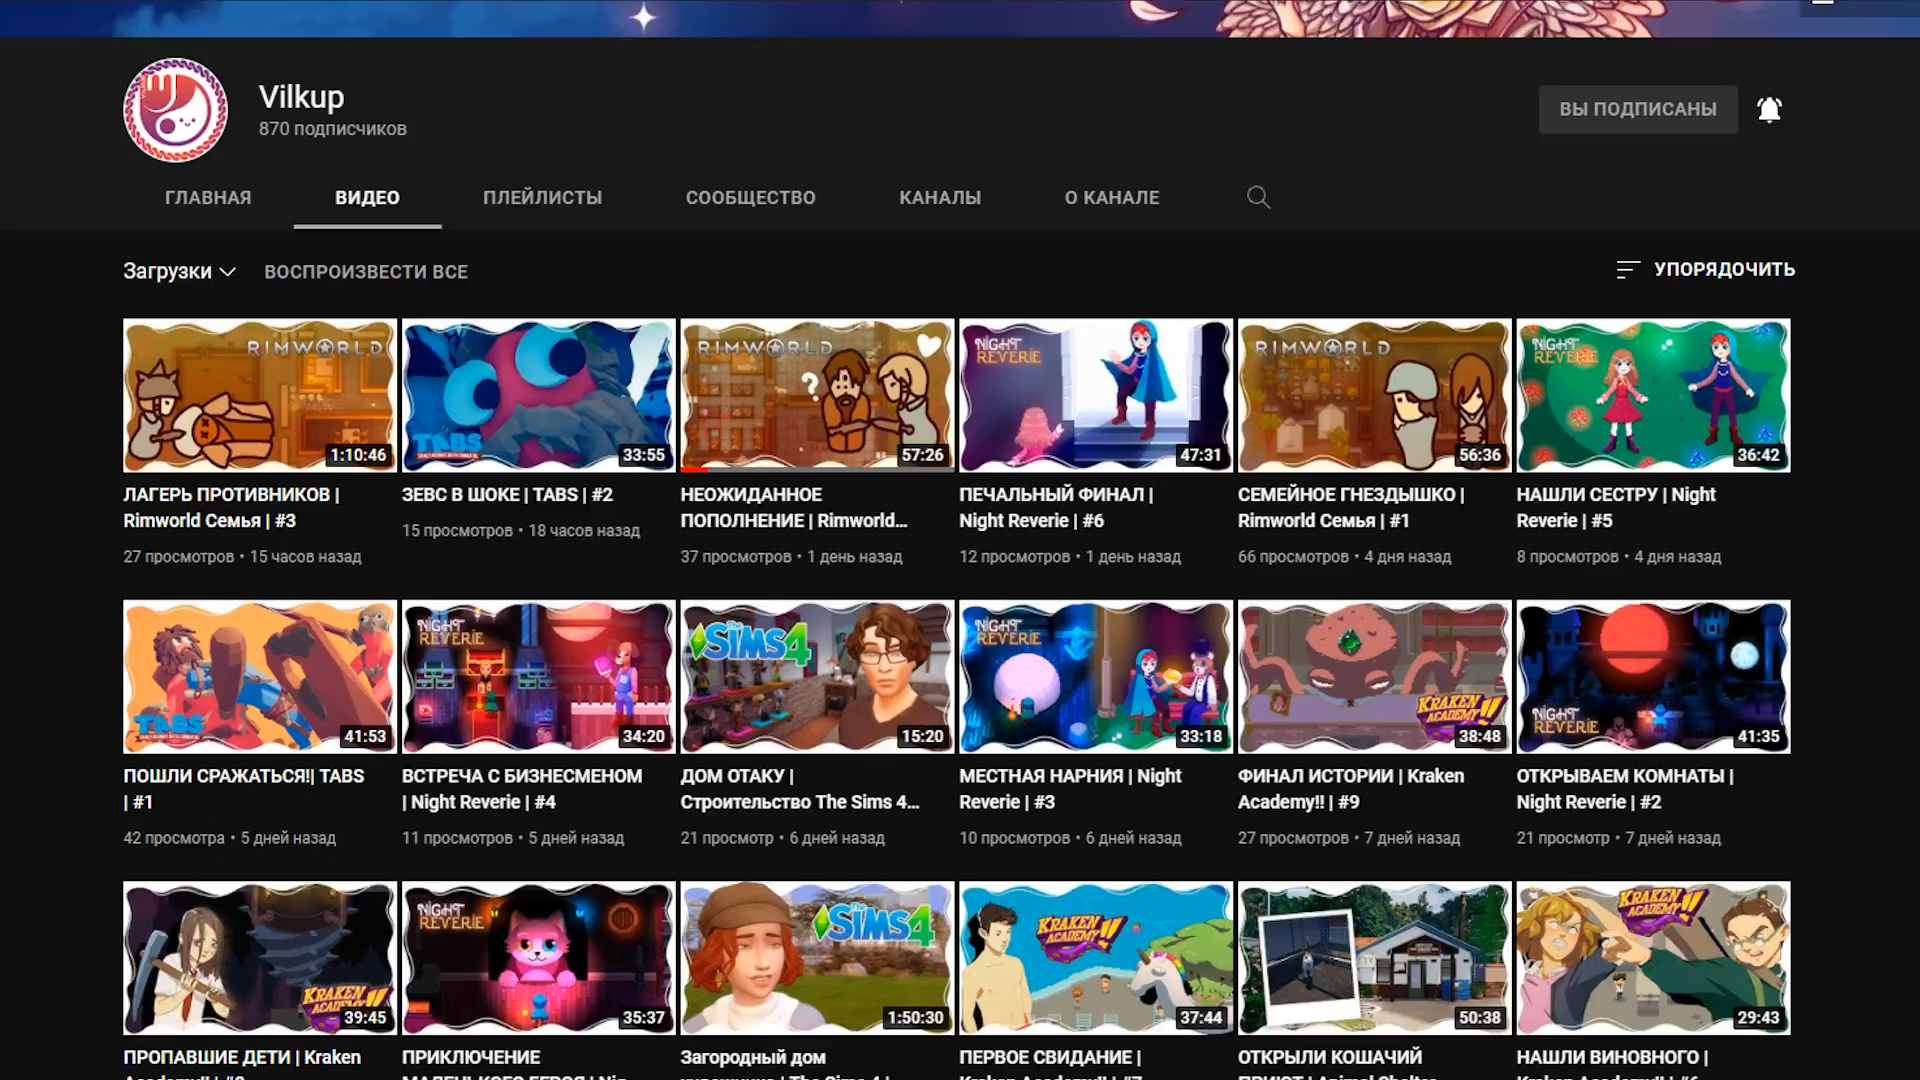 Vilkup
870 подписчиков
ВЫ ПОДПИСАНЫ
ГЛАВНАЯ
ВИДЕО
ПЛЕЙЛИСТЫ
СООБЩЕСТВО
КАНАЛЫ
О КАНАЛЕ
Загрузки
ВОСПРОИЗВЕСТИ ВСЕ
УПОРЯДОЧИТЬ
RIMWORLD
1:10:46
TABS
33:55
RIMWORLD
?
57:26
NIGHT
REVERIE
47:31
RIMWORLD
56:36
NIGHT
REVERIE
36:42
ЛАГЕРЬ ПРОТИВНИКОВ |
Rimworld Семья | #3
27 просмотров • 15 часов назад
ЗЕВС В ШОКЕ | TABS | #2
15 просмотров • 18 часов назад
НЕОЖИДАННОЕ
ПОПОЛНЕНИЕ | Rimworld...
37 просмотров • 1 день назад
ПЕЧАЛЬНЫЙ ФИНАЛ |
Night Reverie | #6
12 просмотров • 1 день назад
СЕМЕЙНОЕ ГНЕЗДЫШКО |
Rimworld Семья | #1
66 просмотров • 4 дня назад
НАШЛИ СЕСТРУ | Night
Reverie | #5
8 просмотров • 4 дня назад
TABS
41:53
NIGHT
REVERIE
34:20
The SIMS 4
15:20
NIGHT
REVERIE
33:18
KRAKEN
ACADEMY!!
38:48
NIGHT
REVERIE
41:35
ПОШЛИ СРАЖАТЬСЯ!| TABS
| #1
42 просмотра • 5 дней назад
ВСТРЕЧА С БИЗНЕСМЕНОМ
| Night Reverie | #4
11 просмотров • 5 дней назад
ДОМ ОТАКУ |
Строительство The Sims 4...
21 просмотр • 6 дней назад
МЕСТНАЯ НАРНИЯ | Night
Reverie | #3
10 просмотров • 6 дней назад
ФИНАЛ ИСТОРИИ | Kraken
Academy!! | #9
27 просмотров • 7 дней назад
ОТКРЫВАЕМ КОМНАТЫ |
Night Reverie | #2
21 просмотр • 7 дней назад
KRAKEN
ACADEMY!!
39:45
NIGHT
REVERIE
35:37
The SIMS 4
1:50:30
KRAKEN
ACADEMY!!
37:44
50:38
KRAKEN
ACADEMY!!
29:43
ПРОПАВШИЕ ДЕТИ | Kraken
ПРИКЛЮЧЕНИЕ
Загородный дом
ПЕРВОЕ СВИДАНИЕ |
ОТКРЫЛИ КОШАЧИЙ
НАШЛИ ВИНОВНОГО |